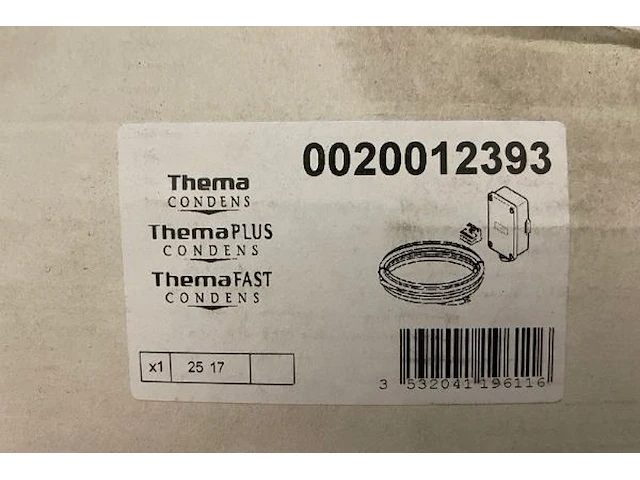 0020012393
Thema
CONDENS
ThemaPLUS
CONDENS
ThemaFAST
CONDENS
x1 25 17
3 532041 196116